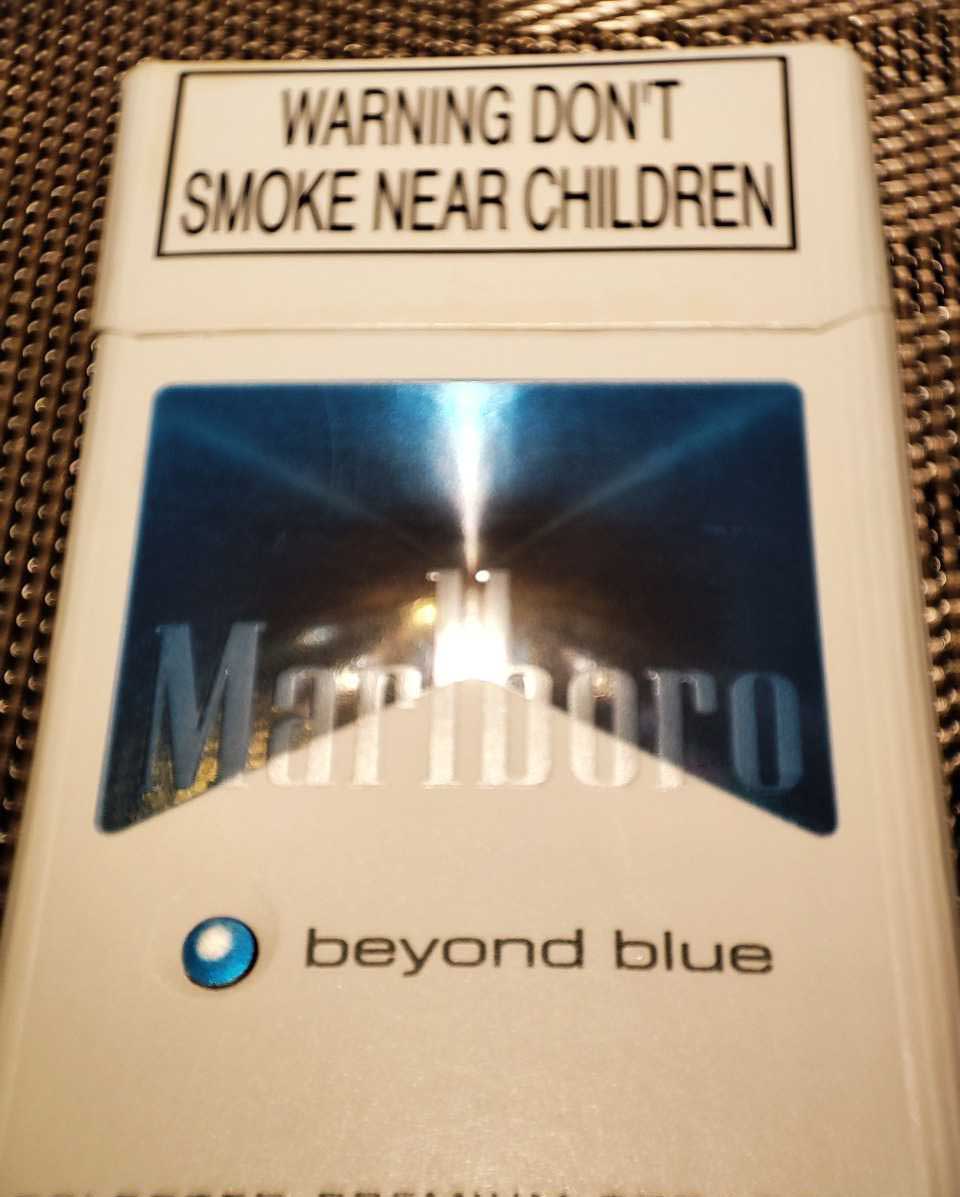 WARNING DON'T
SMOKE NEAR CHILDREN
Marlboro
beyond blue